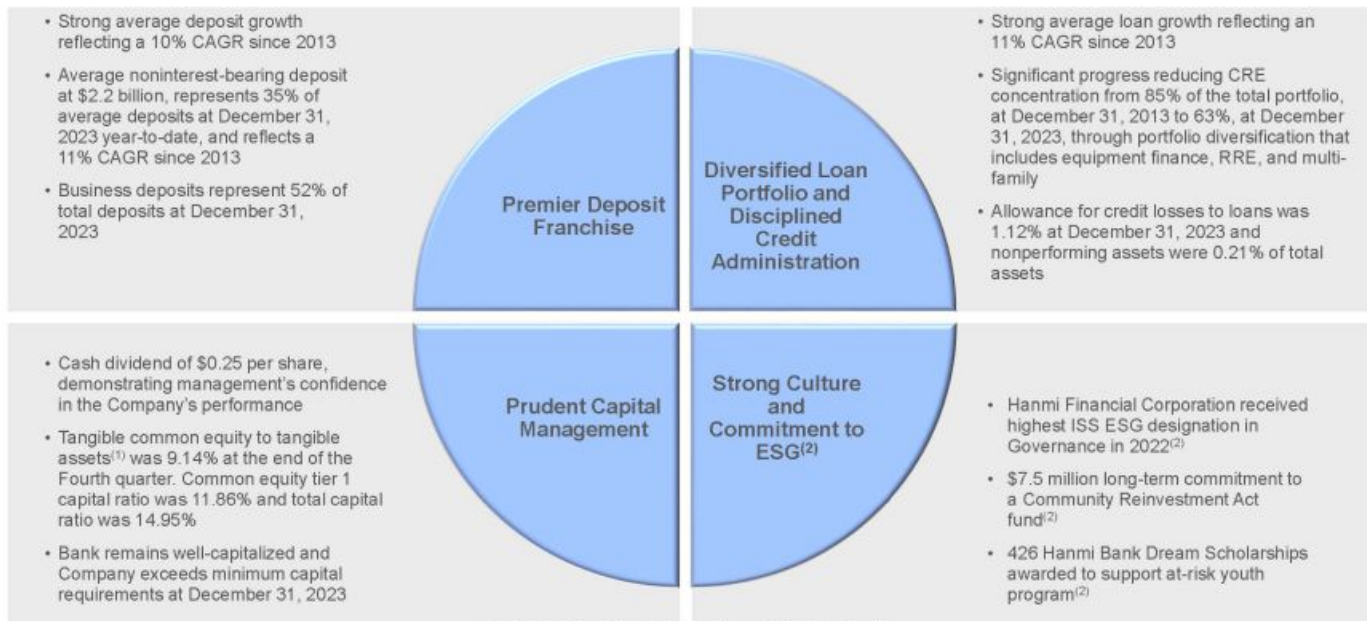 • Strong average deposit growth
reflecting a 10% CAGR since 2013
• Average noninterest-bearing deposit
at $2.2 billion, represents 35% of
average deposits at December 31,
2023 year-to-date, and reflects a
11% CAGR since 2013
• Business deposits represent 52% of
total deposits at December 31,
2023
Premier Deposit
Franchise
Diversified Loan
Portfolio and
Disciplined
Credit
Administration
• Strong average loan growth reflecting an
11% CAGR since 2013
• Significant progress reducing CRE
concentration from 85% of the total portfolio,
at December 31, 2013 to 63%, at December
31, 2023, through portfolio diversification that
includes equipment finance, RRE, and multi-
family
• Allowance for credit losses to loans was
1.12% at December 31, 2023 and
nonperforming assets were 0.21% of total
assets
• Cash dividend of $0.25 per share,
demonstrating management’s confidence
in the Company’s performance
• Tangible common equity to tangible
assets(1) was 9.14% at the end of the
Fourth quarter. Common equity tier 1
capital ratio was 11.86% and total capital
ratio was 14.95%
• Bank remains well-capitalized and
Company exceeds minimum capital
requirements at December 31, 2023
Prudent Capital
Management
Strong Culture
and
Commitment to
ESG(2)
• Hanmi Financial Corporation received
highest ISS ESG designation in
Governance in 2022(2)
• $7.5 million long-term commitment to
a Community Reinvestment Act
fund(2)
• 426 Hanmi Bank Dream Scholarships
awarded to support at-risk youth
program(2)